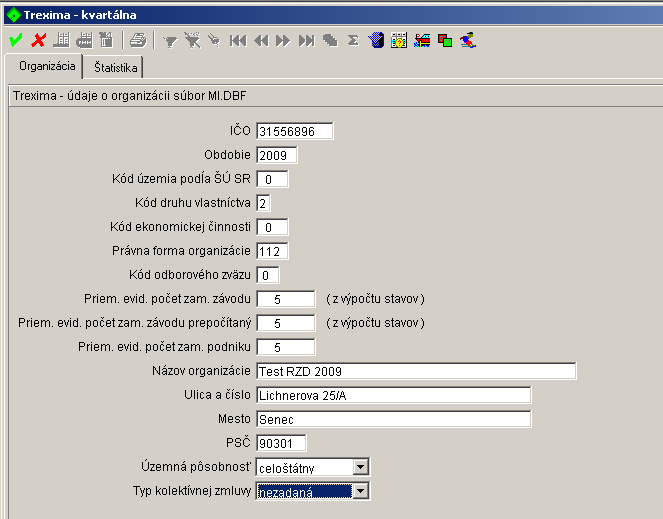 Trexima - kvartálna
Organizácia Štatistika
Trexima - údaje o organizácii súbor MI.DBF
IČO 31556896
Obdobie 2009
Kód územia podľa ŠÚ SR 0
Kód druhu vlastníctva 2
Kód ekonomickej činnosti 0
Právna forma organizácie 112
Kód odborového zväzu 0
Priem. evid. počet zam. závodu 5 ( z výpočtu stavov )
Priem. evid. počet zam. závodu prepočítaný 5 ( z výpočtu stavov )
Priem. evid. počet zam. podniku 5
Názov organizácie Test RZD 2009
Ulica a číslo Lichnerova 25/A
Mesto Senec
PSČ 90301
Územná pôsobnosť celoštátny
Typ kolektívnej zmluvy nezadaná